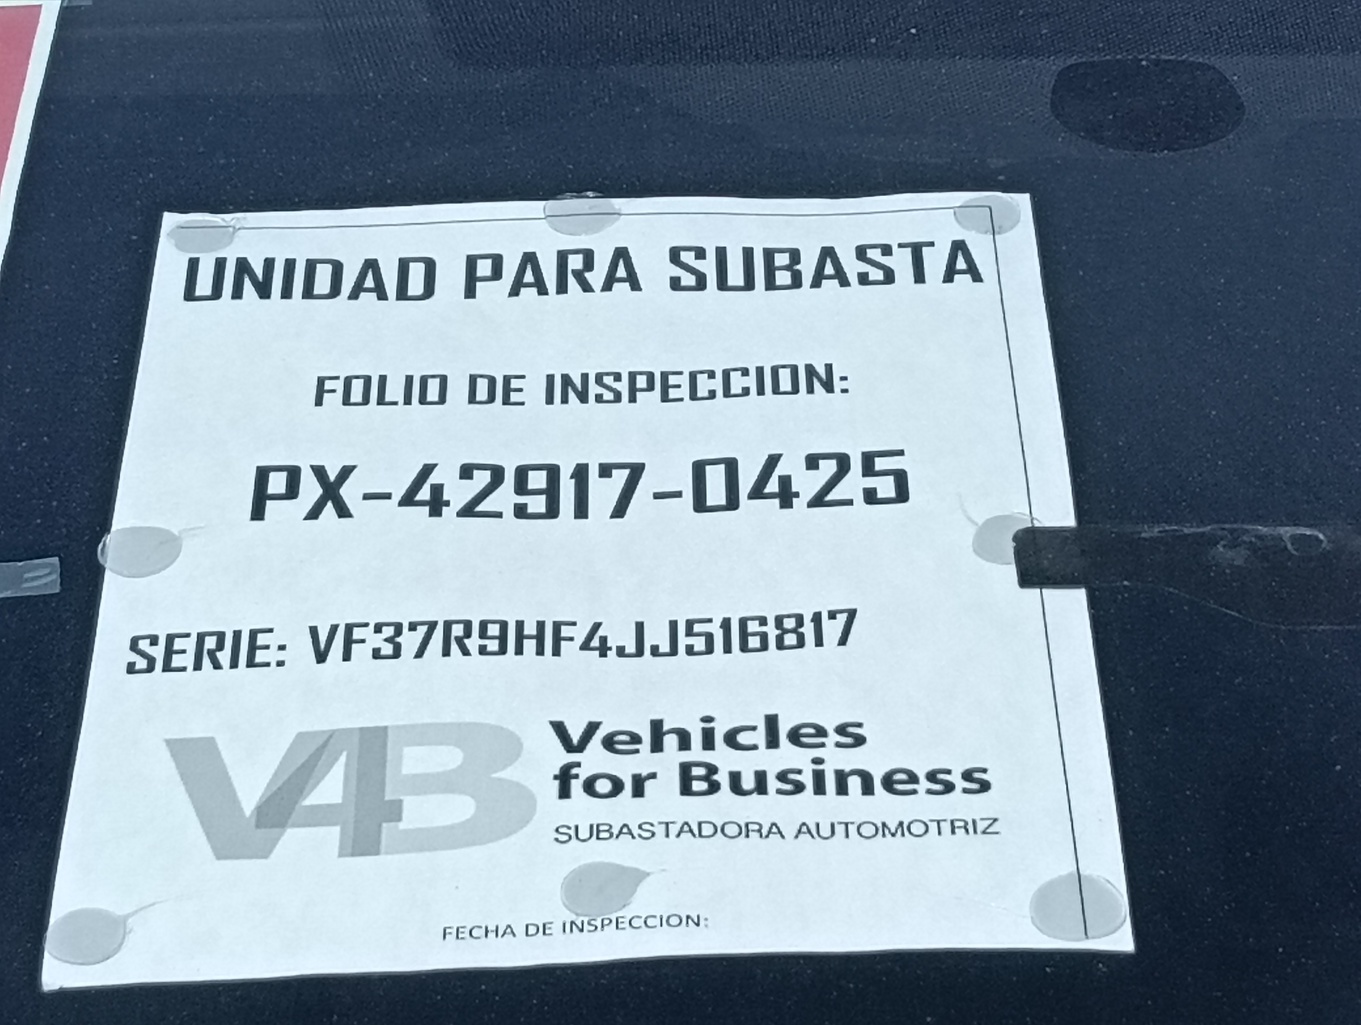 UNIDAD PARA SUBASTA
FOLIO DE INSPECCION:
PX-42917-0425
SERIE: VF37R9HF4JJ516817
V4B
Vehicles
for Business
SUBASTADORA AUTOMOTRIZ
FECHA DE INSPECCION: